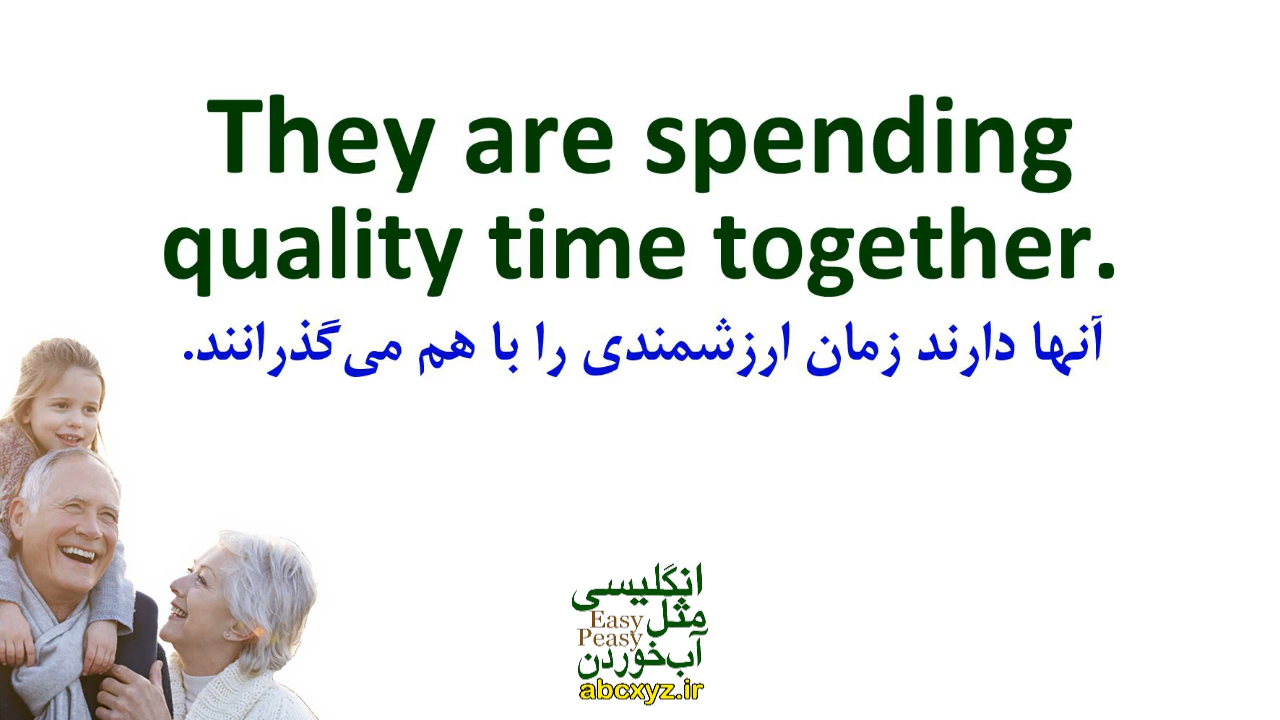 They are spending
quality time together.
آنها دارند زمان ارزشمندی را با هم می‌گذرانند.
انگلیسی
مثل
Easy
Peasy
آب‌خوردن
abcxyz.ir